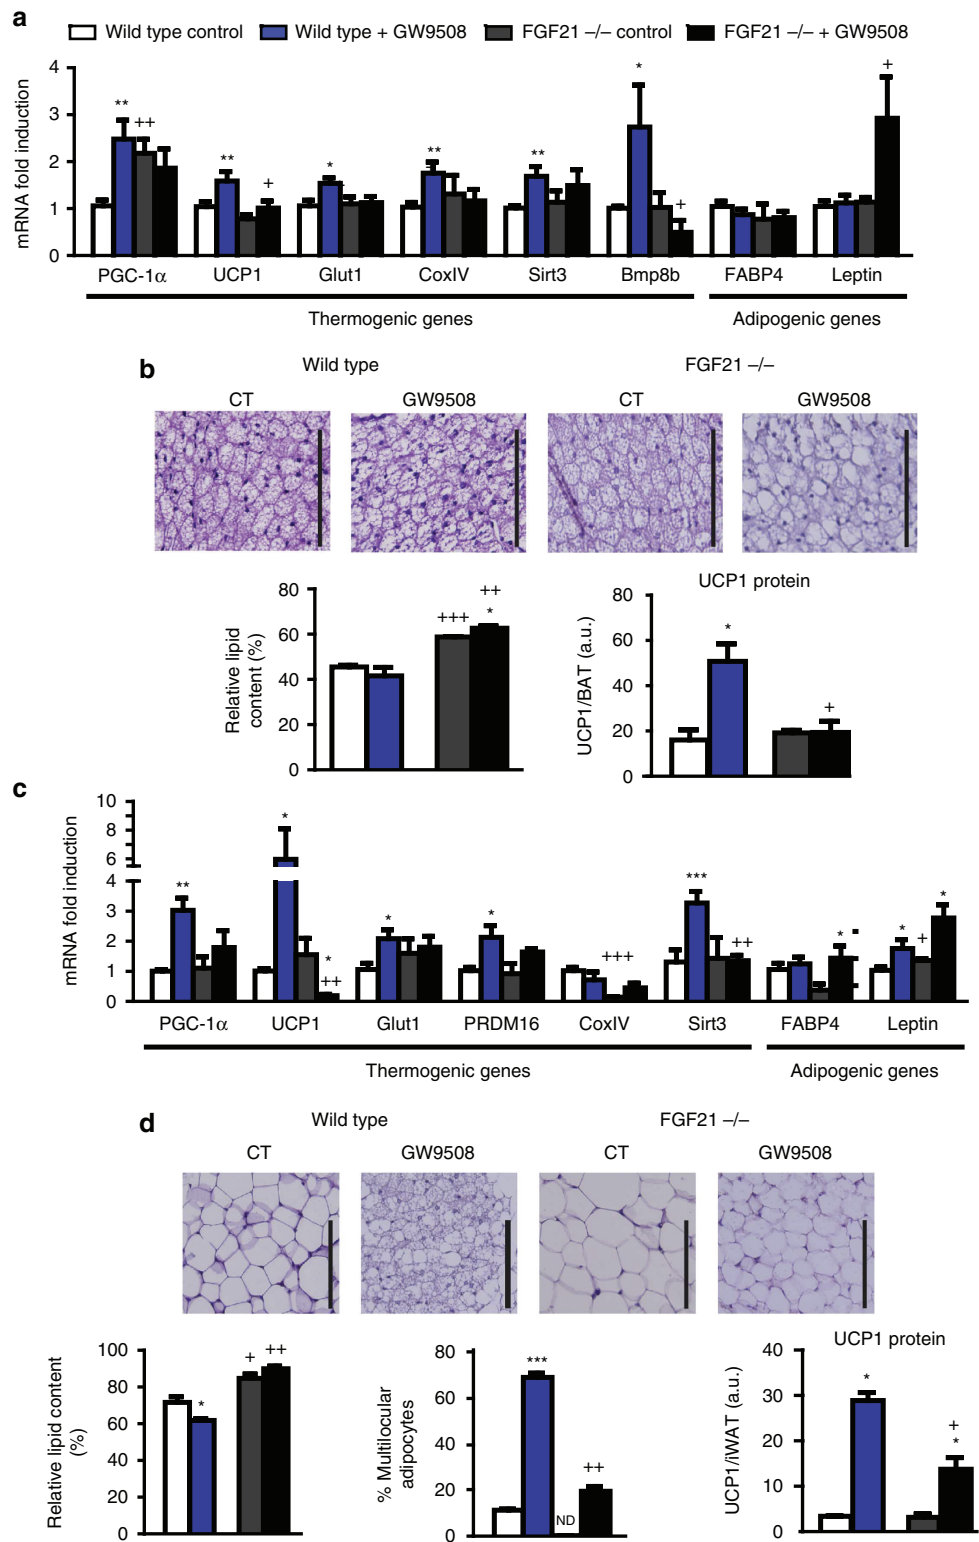 a
Wild type control
Wild type + GW9508
FGF21 –/– control
FGF21 –/– + GW9508
mRNA fold induction
4
3
2
1
0
**
++
**
+
*
**
**
*
+
+
PGC-1α
UCP1
Glut1
CoxIV
Sirt3
Bmp8b
FABP4
Leptin
Thermogenic genes
Adipogenic genes
b
Wild type
FGF21 –/–
CT
GW9508
CT
GW9508
Relative lipid
content (%)
80
60
40
20
0
+++
++
*
UCP1 protein
UCP1/BAT (a.u.)
80
60
40
20
0
*
+
c
mRNA fold induction
10
8
6
4
3
2
1
0
**
*
*
++
*
*
+++
***
++
*
*
+
*
PGC-1α
UCP1
Glut1
PRDM16
CoxIV
Sirt3
FABP4
Leptin
Thermogenic genes
Adipogenic genes
d
Wild type
FGF21 –/–
CT
GW9508
CT
GW9508
Relative lipid content
(%)
100
80
60
40
20
0
*
+
++
% Multilocular
adipocytes
80
60
40
20
0
***
ND
++
UCP1 protein
UCP1/iWAT (a.u.)
40
30
20
10
0
*
+
*